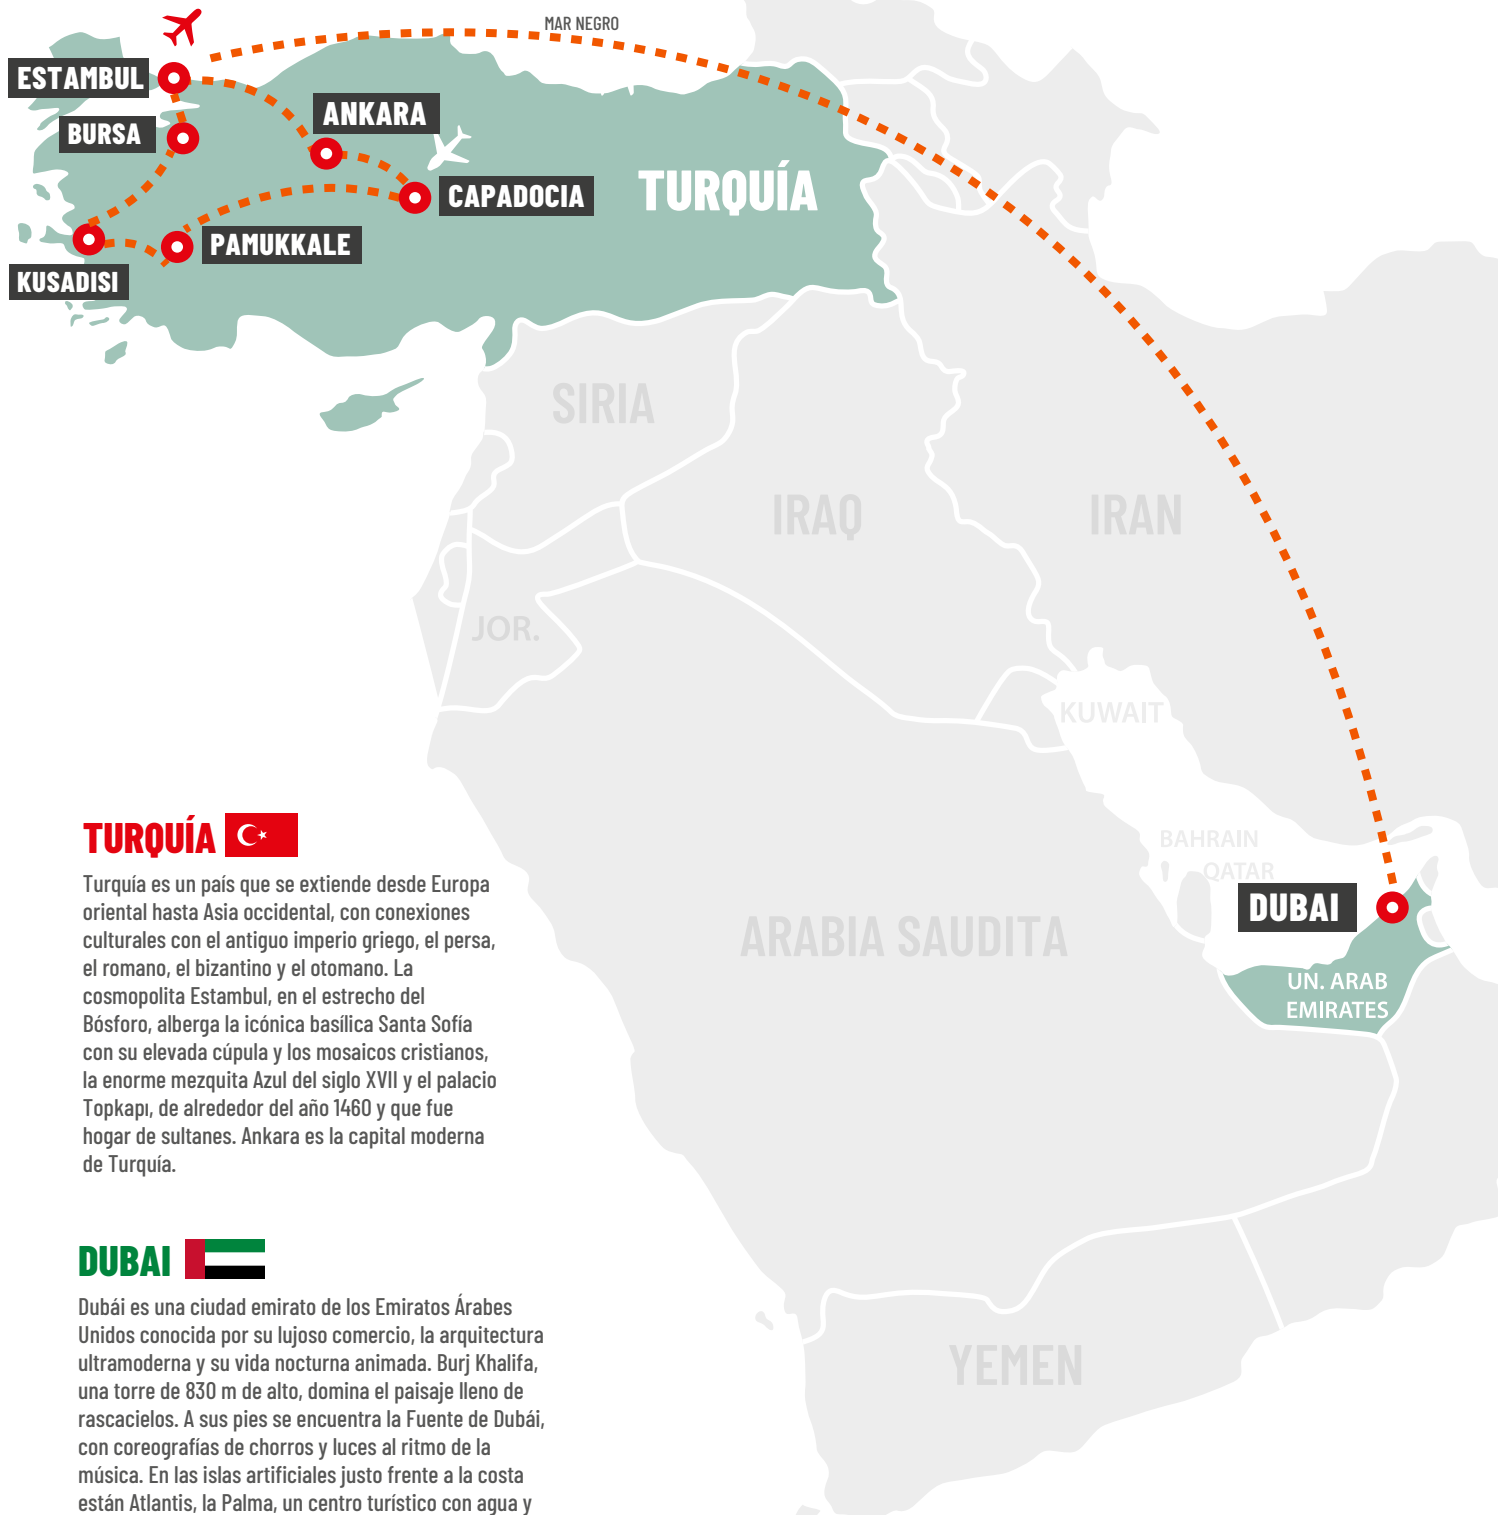 MAR NEGRO
ESTAMBUL
ANKARA
BURSA
TURQUÍA
CAPADOCIA
PAMUKKALE
KUSADISI
SIRIA
IRAQ
IRAN
JOR.
KUWAIT
BAHRAIN
QATAR
DUBAI
ARABIA SAUDITA
UN. ARAB
EMIRATES
YEMEN
TURQUÍA
Turquía es un país que se extiende desde Europa
oriental hasta Asia occidental, con conexiones
culturales con el antiguo imperio griego, el persa,
el romano, el bizantino y el otomano. La
cosmopolita Estambul, en el estrecho del
Bósforo, alberga la icónica basílica Santa Sofía
con su elevada cúpula y los mosaicos cristianos,
la enorme mezquita Azul del siglo XVII y el palacio
Topkapı, de alrededor del año 1460 y que fue
hogar de sultanes. Ankara es la capital moderna
de Turquía.
DUBAI
Dubái es una ciudad emirato de los Emiratos Árabes
Unidos conocida por su lujoso comercio, la arquitectura
ultramoderna y su vida nocturna animada. Burj Khalifa,
una torre de 830 m de alto, domina el paisaje lleno de
rascacielos. A sus pies se encuentra la Fuente de Dubái,
con coreografías de chorros y luces al ritmo de la
música. En las islas artificiales justo frente a la costa
están Atlantis, la Palma, un centro turístico con agua y